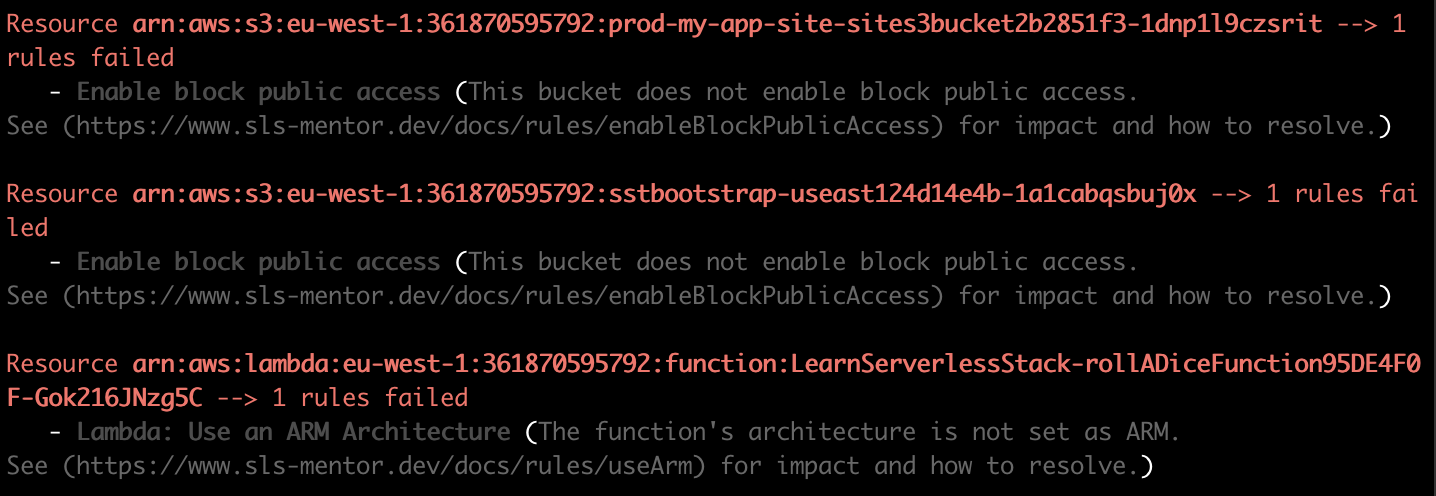 Resource arn:aws:s3:eu-west-1:361870595792:prod-my-app-site-sites3bucket2b2851f3-1dnp1l9czsrit --> 1
rules failed
- Enable block public access (This bucket does not enable block public access.
See (https://www.sls-mentor.dev/docs/rules/enableBlockPublicAccess) for impact and how to resolve.)
Resource arn:aws:s3:eu-west-1:361870595792:sstbootstrap-useast124d14e4b-1a1cabqsbuj0x --> 1 rules fai
led
- Enable block public access (This bucket does not enable block public access.
See (https://www.sls-mentor.dev/docs/rules/enableBlockPublicAccess) for impact and how to resolve.)
Resource arn:aws:lambda:eu-west-1:361870595792:function:LearnServerlessStack-rollADiceFunction95DE4F0
F-Gok216JNzg5C --> 1 rules failed
- Lambda: Use an ARM Architecture (The function's architecture is not set as ARM.
See (https://www.sls-mentor.dev/docs/rules/useArm) for impact and how to resolve.)